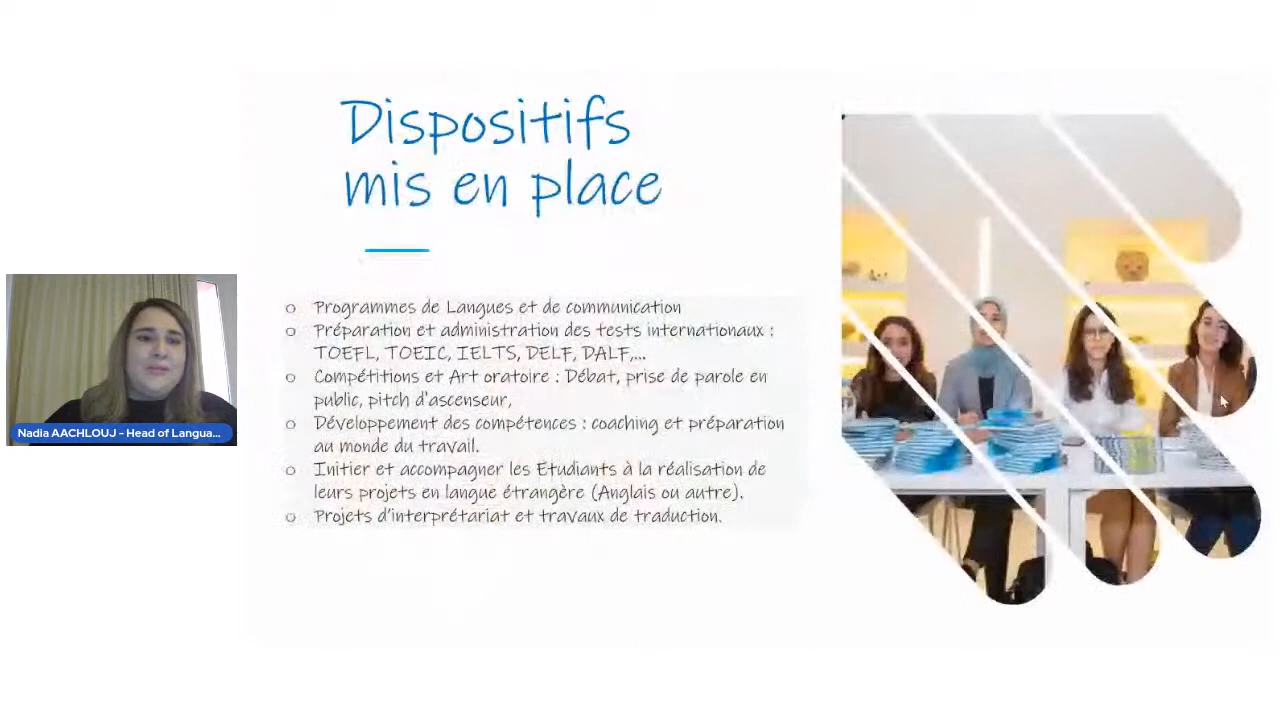 Dispositifs
mis en place
o Programmes de Langues et de communication
o Préparation et administration des tests internationaux :
TOEFL, TOEIC, IELTS, DELF, DALF,...
o Compétitions et Art oratoire : Débat, prise de parole en
public, pitch d'ascenseur,
o Développement des compétences : coaching et préparation
au monde du travail.
o Initier et accompagner les Etudiants à la réalisation de
leurs projets en langue étrangère (Anglais ou autre).
o Projets d'interprétariat et travaux de traduction.
Nadia AACHLOUJ - Head of Langua...